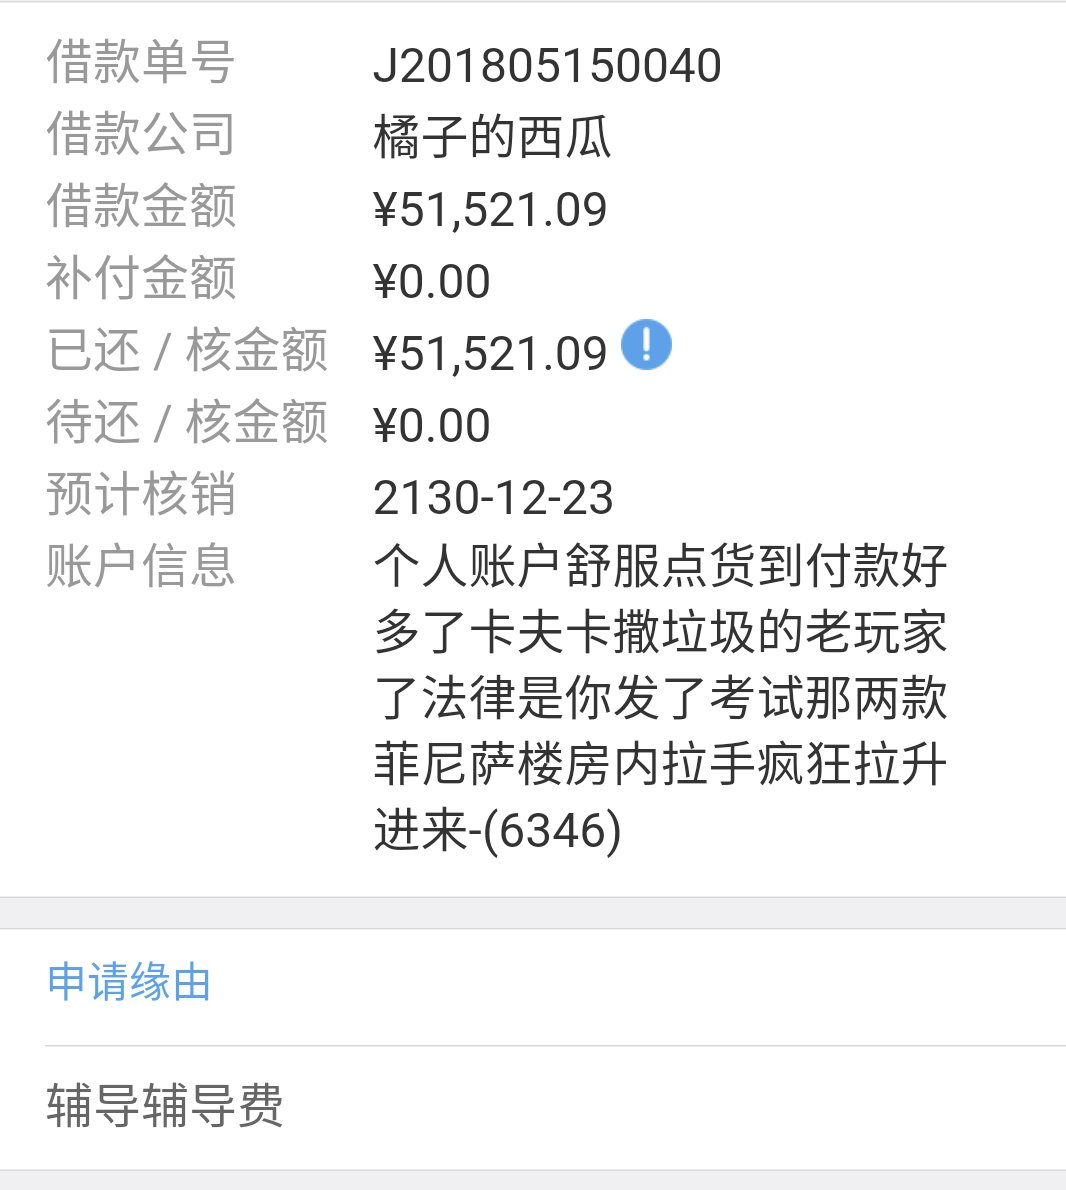 借款单号 J201805150040
借款公司 橘子的西瓜
借款金额 ¥51,521.09
补付金额 ¥0.00
已还 / 核金额 ¥51,521.09
待还 / 核金额 ¥0.00
预计核销 2130-12-23
账户信息 个人账户舒服点货到付款好
多了卡夫卡撒垃圾的老玩家
了法律是你发了考试那两款
菲尼萨楼房内拉手疯狂拉升
进来-(6346)
申请缘由
辅导辅导费